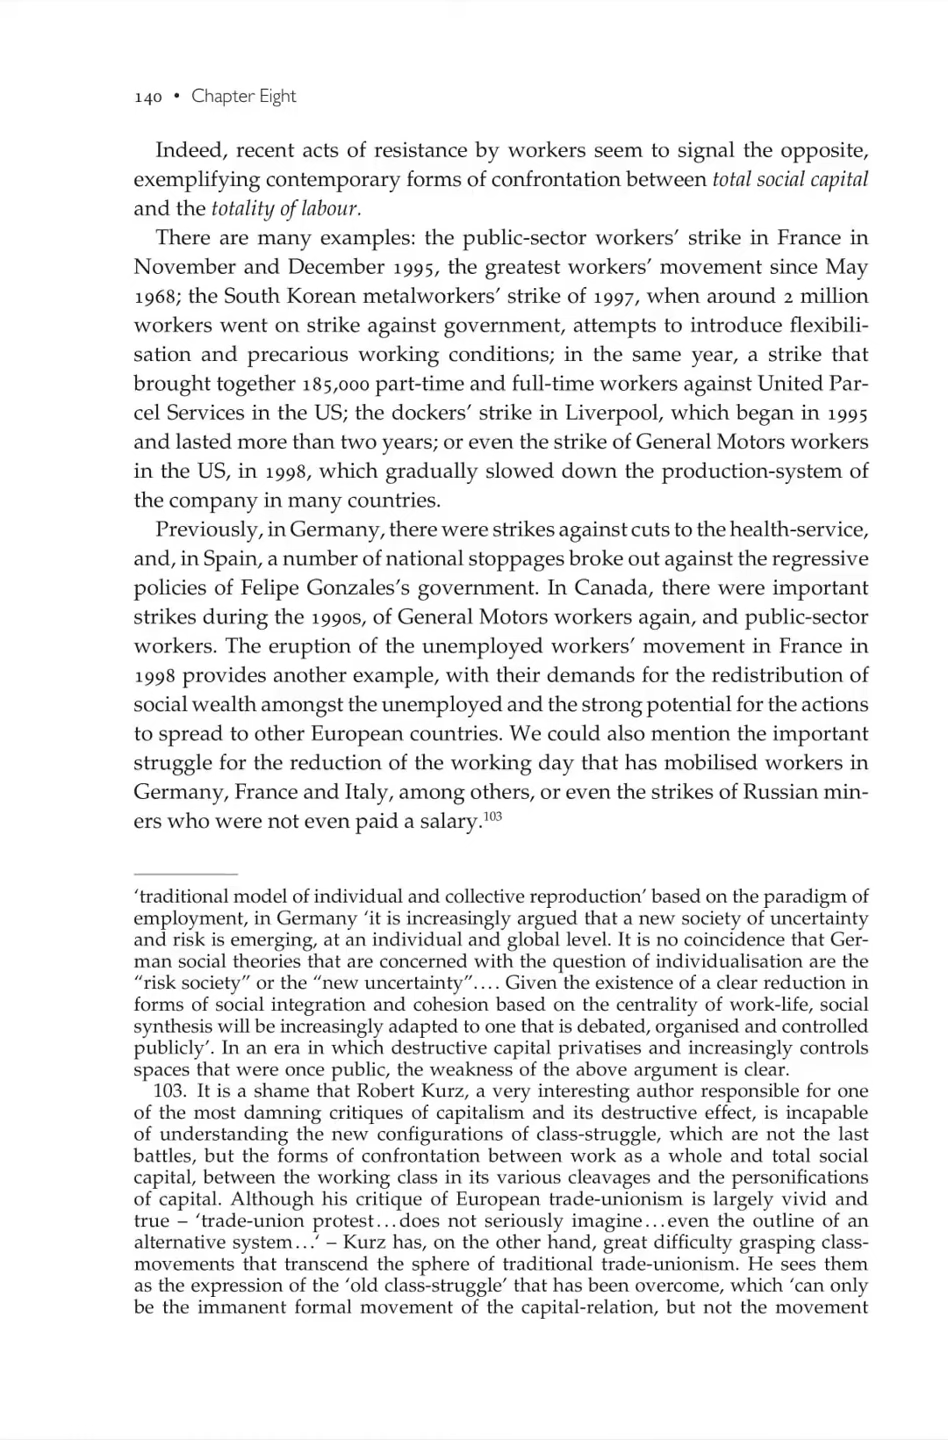 140 • Chapter Eight
Indeed, recent acts of resistance by workers seem to signal the opposite,
exemplifying contemporary forms of confrontation between total social capital
and the totality of labour.
There are many examples: the public-sector workers’ strike in France in
November and December 1995, the greatest workers’ movement since May
1968; the South Korean metalworkers’ strike of 1997, when around 2 million
workers went on strike against government, attempts to introduce flexibili-
sation and precarious working conditions; in the same year, a strike that
brought together 185,000 part-time and full-time workers against United Par-
cel Services in the US; the dockers’ strike in Liverpool, which began in 1995
and lasted more than two years; or even the strike of General Motors workers
in the US, in 1998, which gradually slowed down the production-system of
the company in many countries.
Previously, in Germany, there were strikes against cuts to the health-service,
and, in Spain, a number of national stoppages broke out against the regressive
policies of Felipe Gonzales’s government. In Canada, there were important
strikes during the 1990s, of General Motors workers again, and public-sector
workers. The eruption of the unemployed workers’ movement in France in
1998 provides another example, with their demands for the redistribution of
social wealth amongst the unemployed and the strong potential for the actions
to spread to other European countries. We could also mention the important
struggle for the reduction of the working day that has mobilised workers in
Germany, France and Italy, among others, or even the strikes of Russian min-
ers who were not even paid a salary.103
‘traditional model of individual and collective reproduction’ based on the paradigm of
employment, in Germany ‘it is increasingly argued that a new society of uncertainty
and risk is emerging, at an individual and global level. It is no coincidence that Ger-
man social theories that are concerned with the question of individualisation are the
“risk society” or the “new uncertainty”.... Given the existence of a clear reduction in
forms of social integration and cohesion based on the centrality of work-life, social
synthesis will be increasingly adapted to one that is debated, organised and controlled
publicly’. In an era in which destructive capital privatises and increasingly controls
spaces that were once public, the weakness of the above argument is clear.
103. It is a shame that Robert Kurz, a very interesting author responsible for one
of the most damning critiques of capitalism and its destructive effect, is incapable
of understanding the new configurations of class-struggle, which are not the last
battles, but the forms of confrontation between work as a whole and total social
capital, between the working class in its various cleavages and the personifications
of capital. Although his critique of European trade-unionism is largely vivid and
true – ‘trade-union protest...does not seriously imagine...even the outline of an
alternative system...‘ – Kurz has, on the other hand, great difficulty grasping class-
movements that transcend the sphere of traditional trade-unionism. He sees them
as the expression of the ‘old class-struggle’ that has been overcome, which ‘can only
be the immanent formal movement of the capital-relation, but not the movement